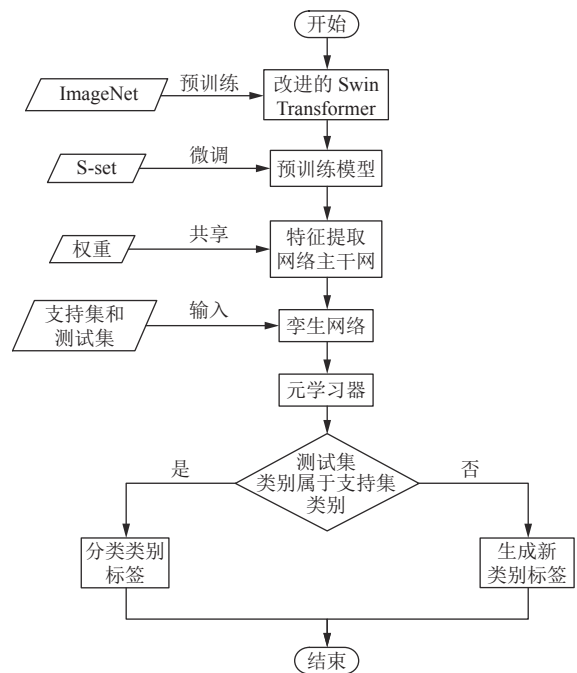 开始
ImageNet
预训练
改进的 Swin
Transformer
S-set
微调
预训练模型
权重
共享
特征提取
网络主干网
支持集和
测试集
输入
孪生网络
元学习器
测试集
类别属于支持集
类别
是
否
分类类别
标签
生成新
类别标签
结束